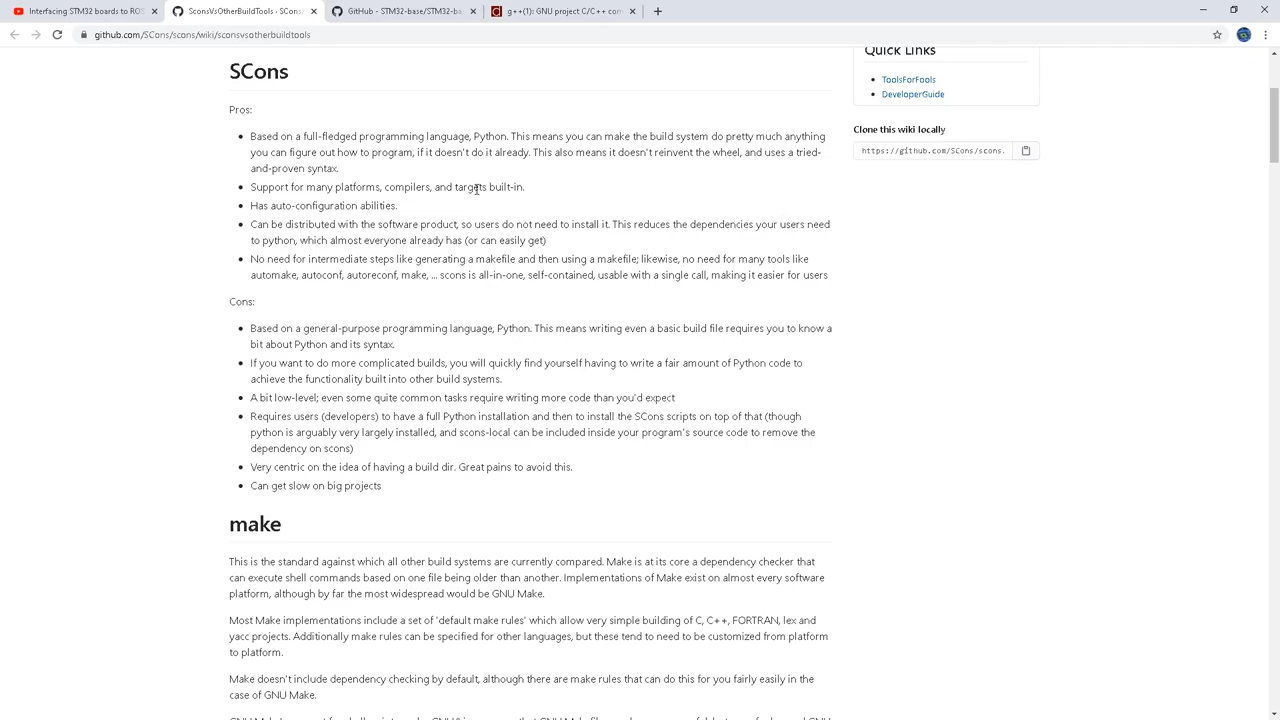 Interfacing STM32 boards to ROS
SconsVsOtherBuildTools · SCons/
GitHub - STM32-base/STM32-ba
g++(1): GNU project C/C++ com
github.com/SCons/scons/wiki/sconsvsotherbuildtools
Quick Links
ToolsForFools
DeveloperGuide
Clone this wiki locally
https://github.com/SCons/scons.
SCons
Pros:
Based on a full-fledged programming language, Python. This means you can make the build system do pretty much anything
you can figure out how to program, if it doesn't do it already. This also means it doesn't reinvent the wheel, and uses a tried-
and-proven syntax.
Support for many platforms, compilers, and targets built-in.
Has auto-configuration abilities.
Can be distributed with the software product, so users do not need to install it. This reduces the dependencies your users need
to python, which almost everyone already has (or can easily get)
No need for intermediate steps like generating a makefile and then using a makefile; likewise, no need for many tools like
automake, autoconf, autoreconf, make, ... scons is all-in-one, self-contained, usable with a single call, making it easier for users
Cons:
Based on a general-purpose programming language, Python. This means writing even a basic build file requires you to know a
bit about Python and its syntax.
If you want to do more complicated builds, you will quickly find yourself having to write a fair amount of Python code to
achieve the functionality built into other build systems.
A bit low-level; even some quite common tasks require writing more code than you'd expect
Requires users (developers) to have a full Python installation and then to install the SCons scripts on top of that (though
python is arguably very largely installed, and scons-local can be included inside your program's source code to remove the
dependency on scons)
Very centric on the idea of having a build dir. Great pains to avoid this.
Can get slow on big projects
make
This is the standard against which all other build systems are currently compared. Make is at its core a dependency checker that
can execute shell commands based on one file being older than another. Implementations of Make exist on almost every software
platform, although by far the most widespread would be GNU Make.
Most Make implementations include a set of 'default make rules' which allow very simple building of C, C++, FORTRAN, lex and
yacc projects. Additionally make rules can be specified for other languages, but these tend to need to be customized from platform
to platform.
Make doesn't include dependency checking by default, although there are make rules that can do this for you fairly easily in the
case of GNU Make.